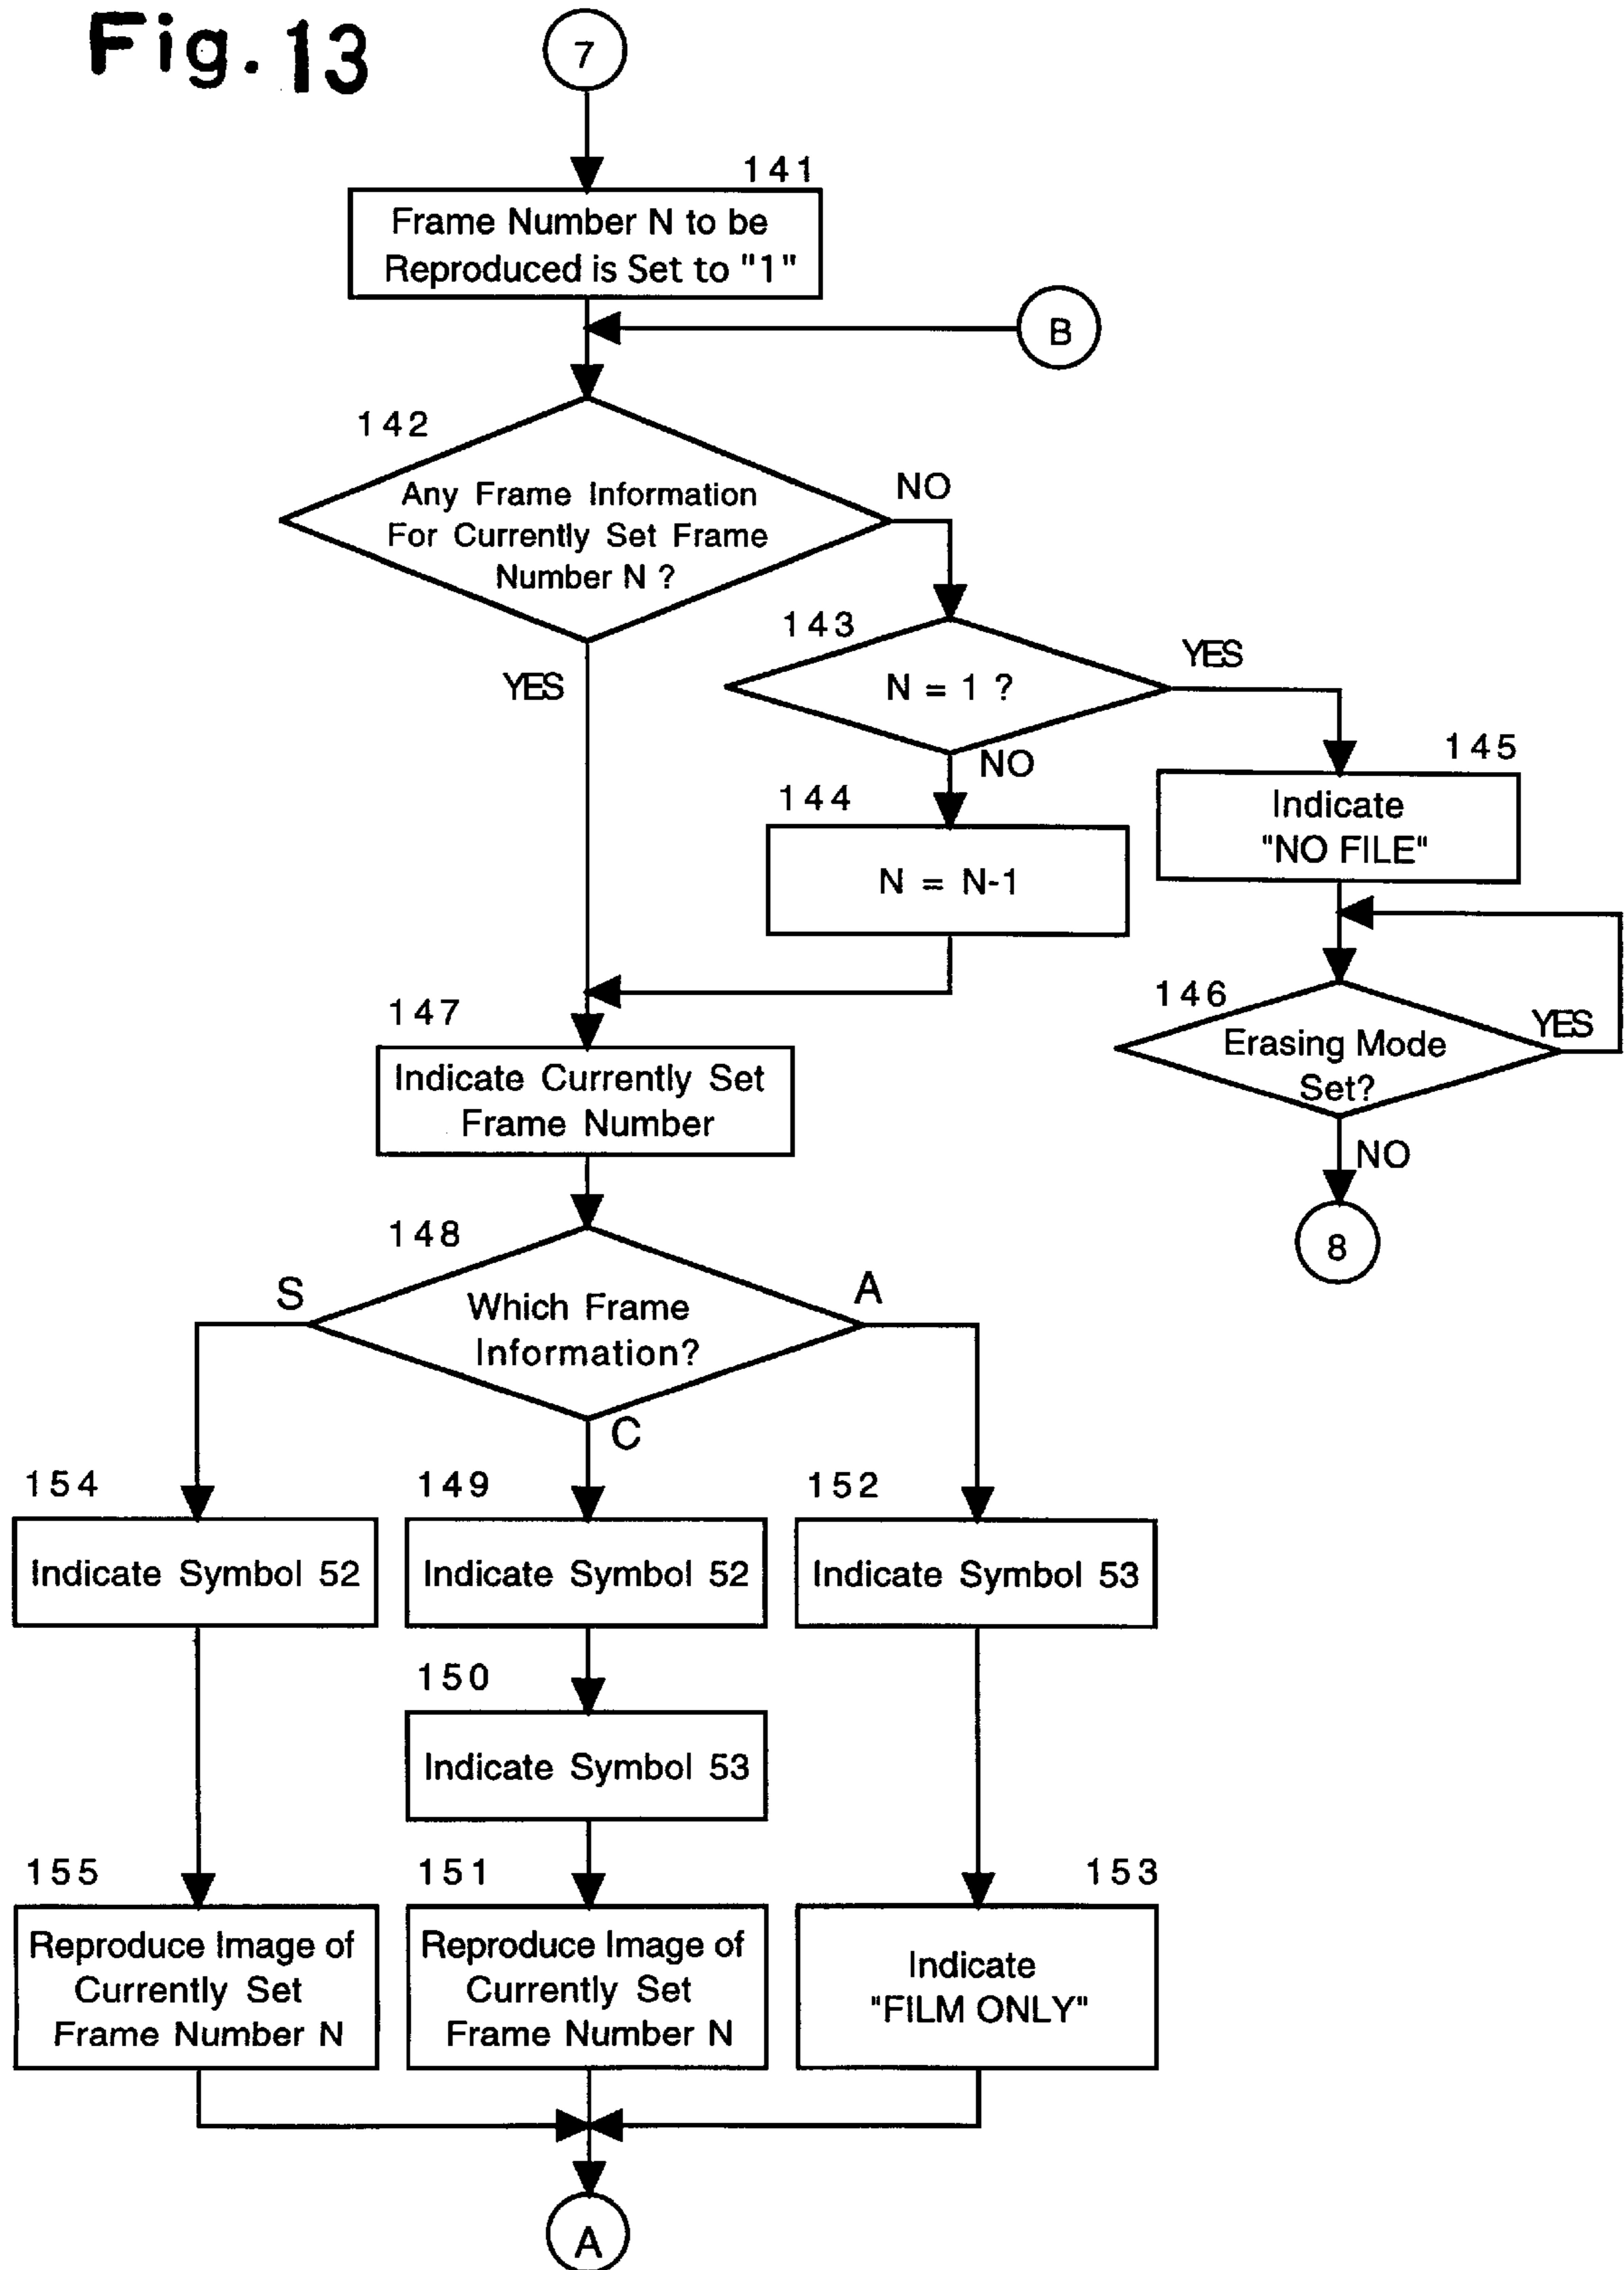 Fig. 13
7
141
Frame Number N to be
Reproduced is Set to "1"
B
142
Any Frame Information
For Currently Set Frame
Number N ?
NO
YES
143
N = 1 ?
YES
NO
144
N = N-1
145
Indicate
"NO FILE"
146
Erasing Mode
Set?
YES
NO
8
147
Indicate Currently Set
Frame Number
148
Which Frame
Information?
S
A
C
154
Indicate Symbol 52
149
Indicate Symbol 52
152
Indicate Symbol 53
150
Indicate Symbol 53
155
Reproduce Image of
Currently Set
Frame Number N
151
Reproduce Image of
Currently Set
Frame Number N
153
Indicate
"FILM ONLY"
A